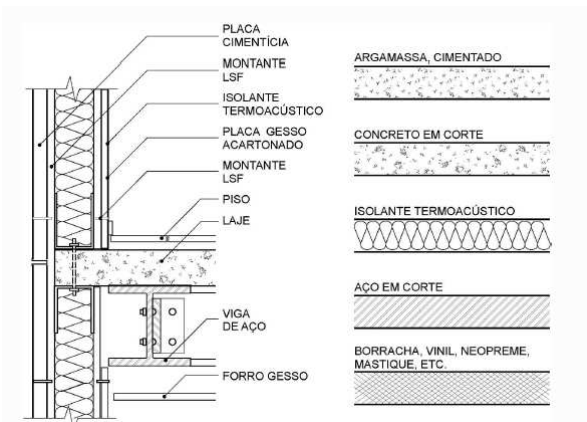 PLACA
CIMENTÍCIA
MONTANTE
LSF
ISOLANTE
TERMOACÚSTICO
PLACA GESSO
ACARTONADO
MONTANTE
LSF
PISO
LAJE
VIGA
DE AÇO
FORRO GESSO
ARGAMASSA, CIMENTADO
CONCRETO EM CORTE
ISOLANTE TERMOACÚSTICO
AÇO EM CORTE
BORRACHA, VINIL, NEOPREME,
MASTIQUE, ETC.